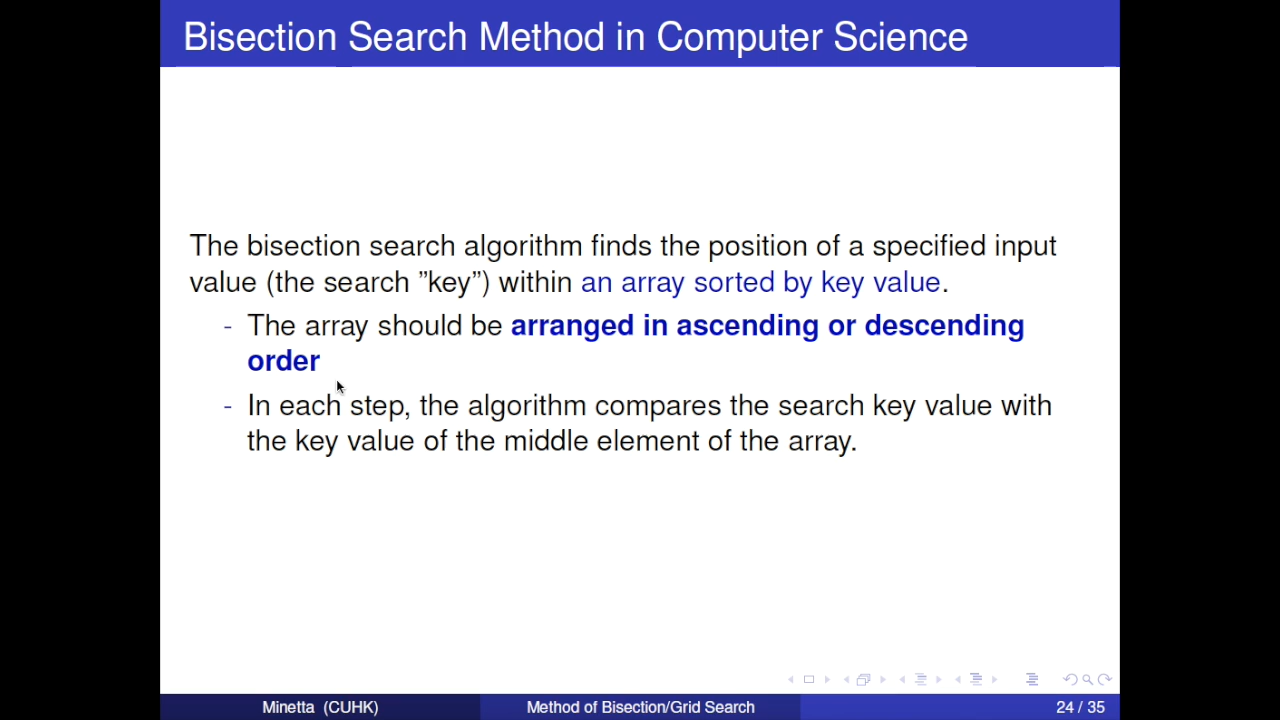 Bisection Search Method in Computer Science
The bisection search algorithm finds the position of a specified input
value (the search ”key”) within an array sorted by key value.
- The array should be arranged in ascending or descending
order
- In each step, the algorithm compares the search key value with
the key value of the middle element of the array.
Minetta (CUHK)
Method of Bisection/Grid Search
24 / 35